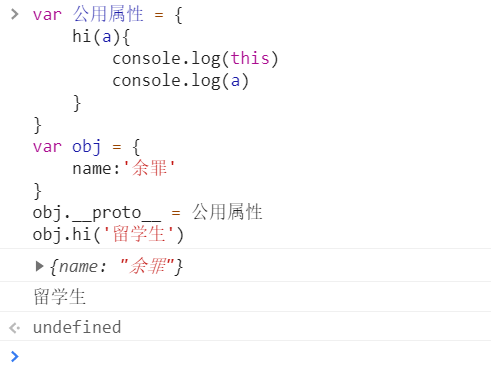 var 公用属性 = {
hi(a){
console.log(this)
console.log(a)
}
}
var obj = {
name:'余罪'
}
obj.__proto__ = 公用属性
obj.hi('留学生')
{name: "余罪"}
留学生
undefined